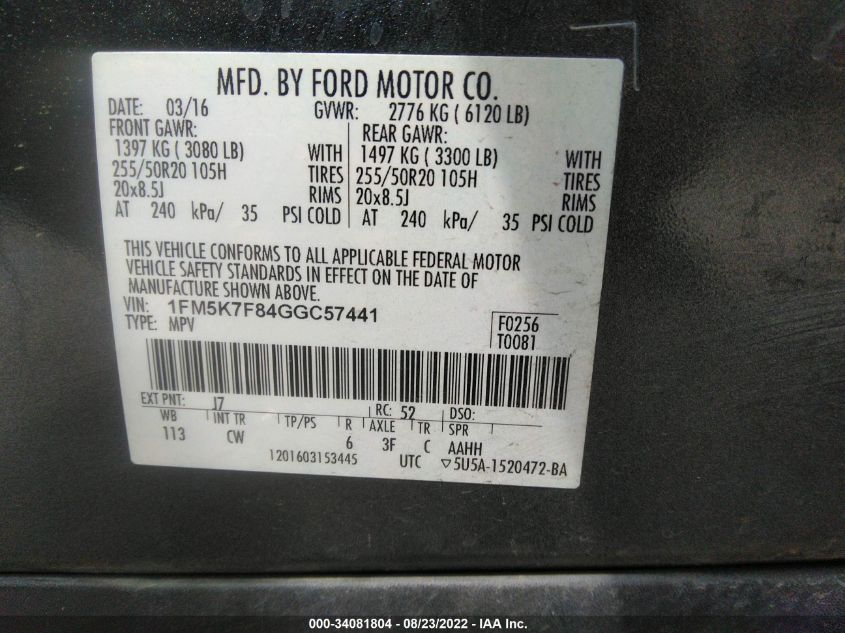 MFD. BY FORD MOTOR CO.
DATE: 03/16 GVWR: 2776 KG ( 6120 LB)
FRONT GAWR: REAR GAWR:
1397 KG ( 3080 LB) WITH 1497 KG ( 3300 LB) WITH
255/50R20 105H TIRES 255/50R20 105H TIRES
20x8.5J RIMS 20x8.5J RIMS
AT 240 kPa/ 35 PSI COLD AT 240 kPa/ 35 PSI COLD
THIS VEHICLE CONFORMS TO ALL APPLICABLE FEDERAL MOTOR
VEHICLE SAFETY STANDARDS IN EFFECT ON THE DATE OF
MANUFACTURE SHOWN ABOVE.
VIN: 1FM5K7F84GGC57441
TYPE: MPV
F0256
T0081
EXT PNT: J7 RC: 52 DSO:
WB INT TR TP/PS R AXLE TR SPR
113 CW 6 3F C AAHH
1201603153445 UTC ▽5U5A-1520472-BA
000-34081804 - 08/23/2022 - IAA Inc.